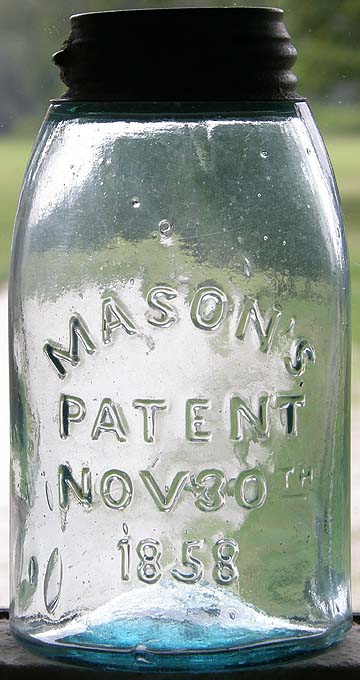 MASON'S
PATENT
NOV 30TH
1858